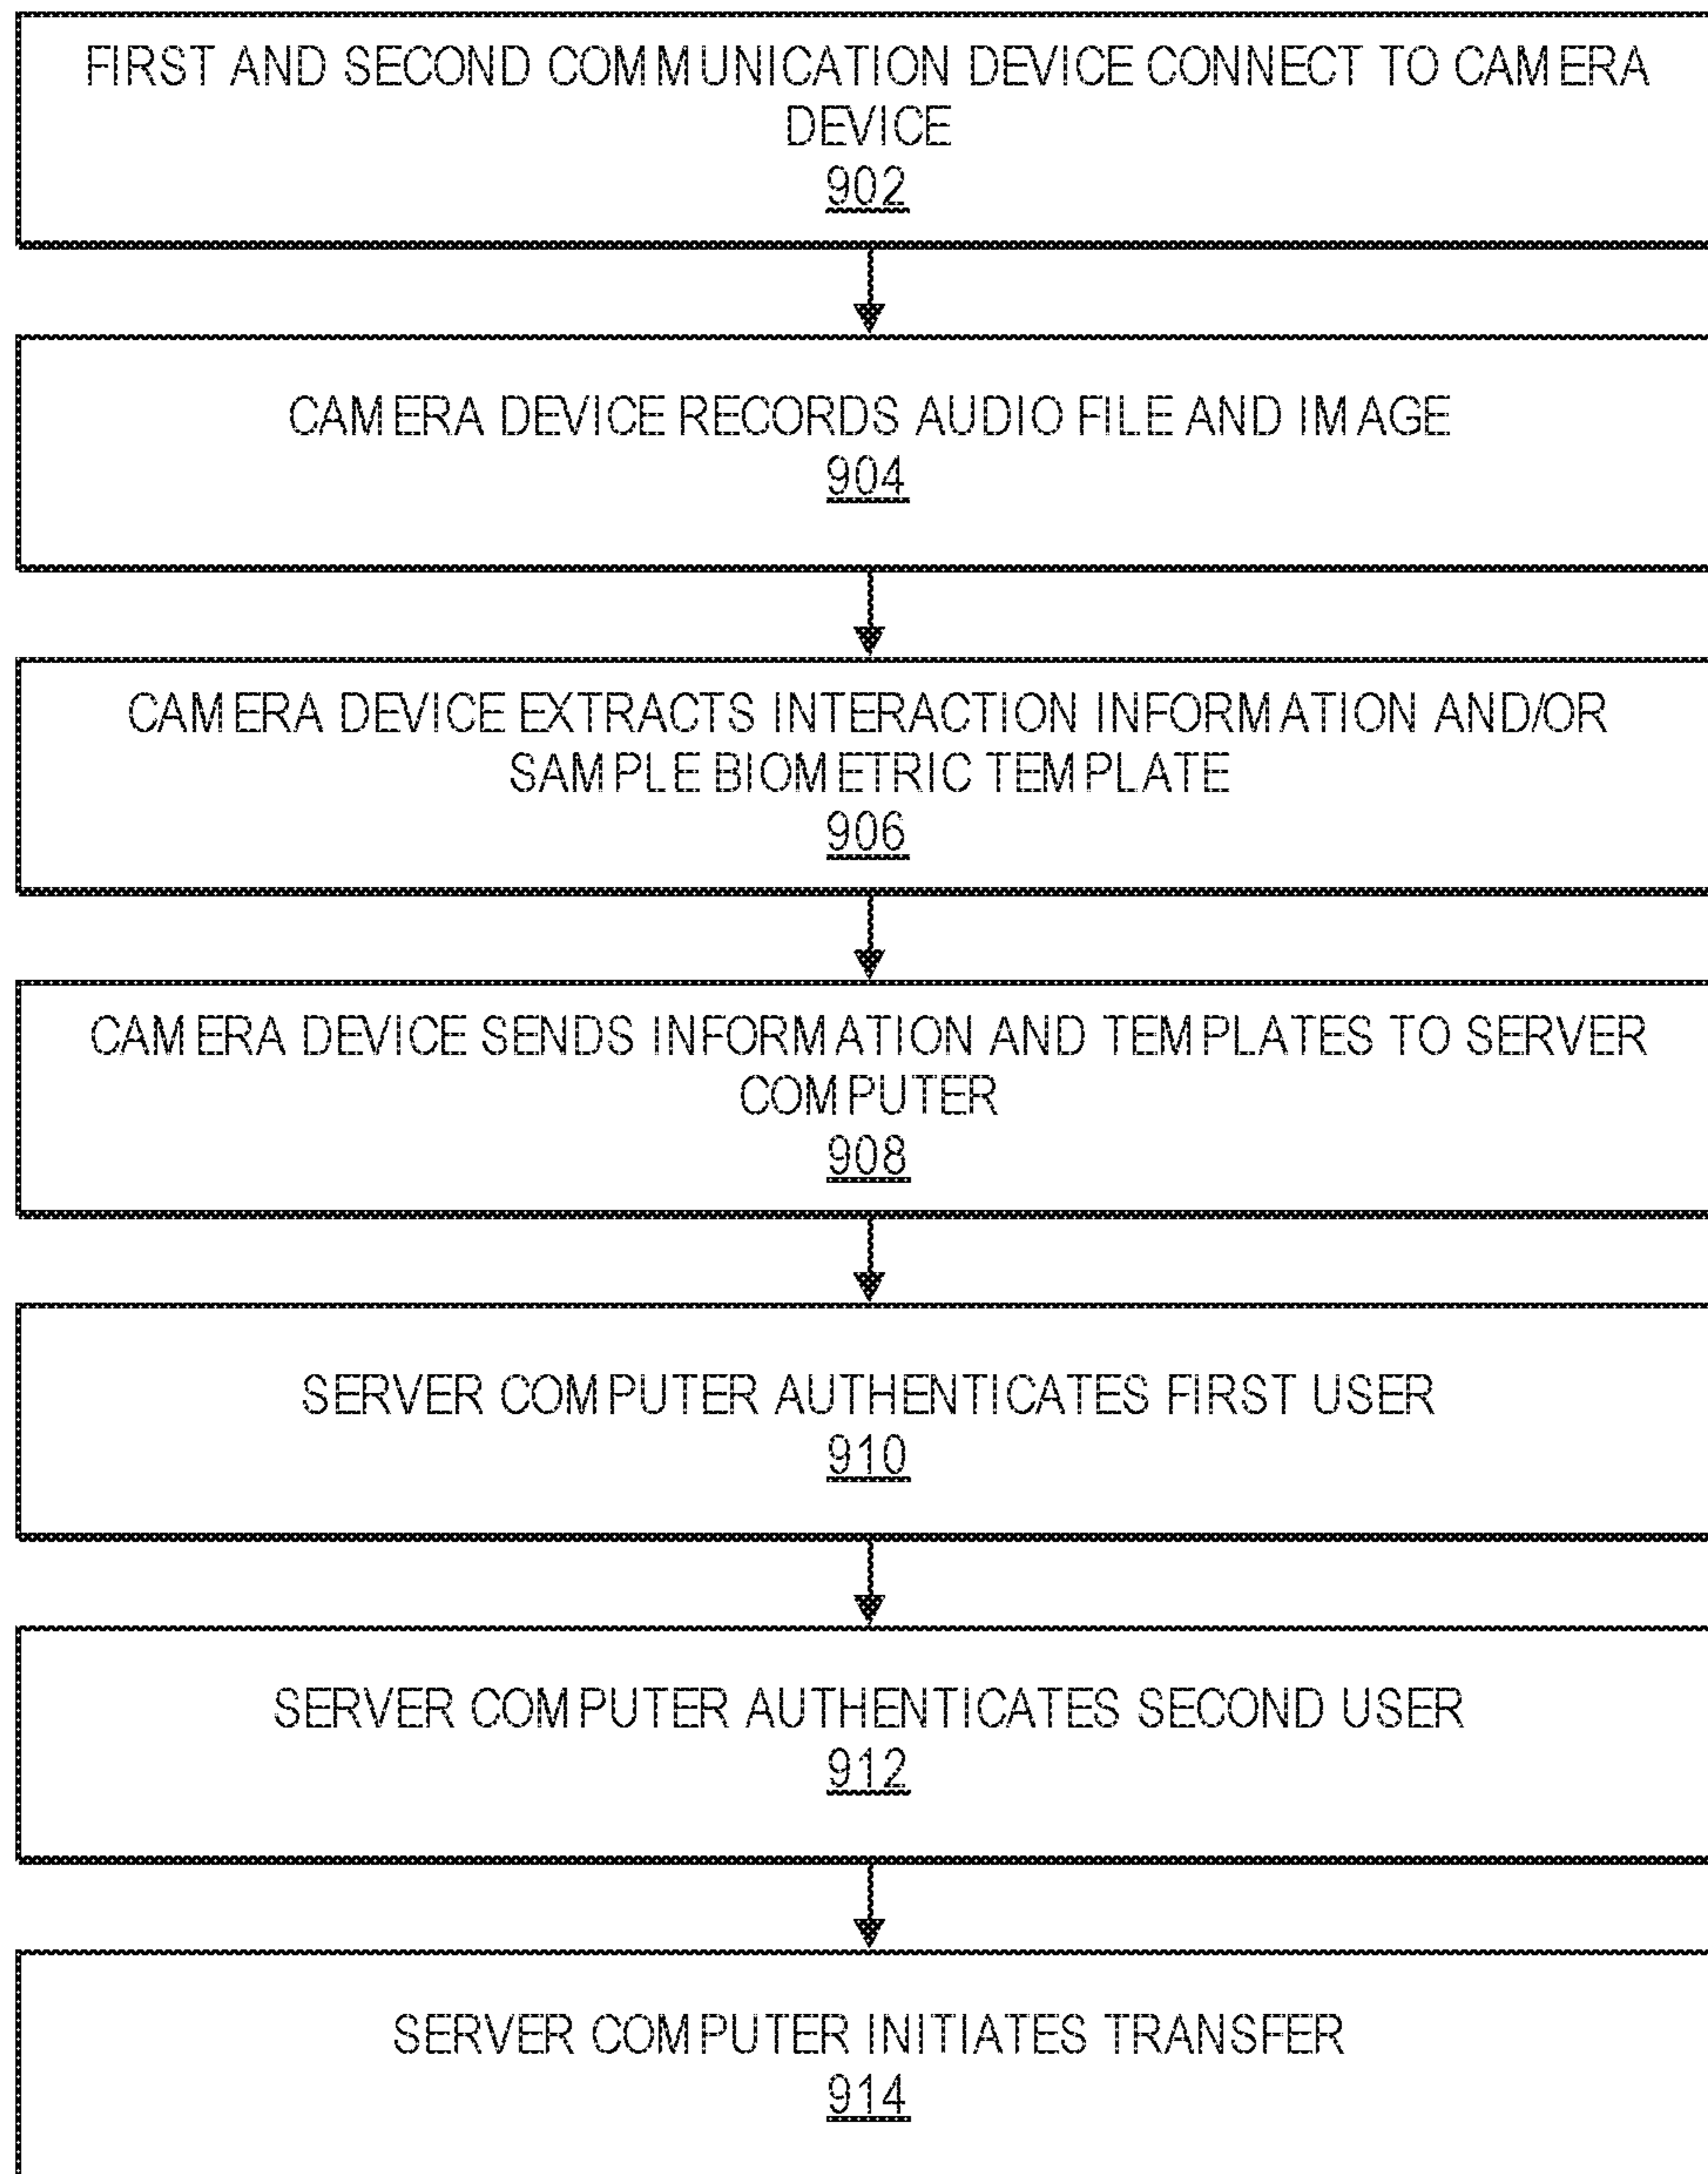 FIRST AND SECOND COMMUNICATION DEVICE CONNECT TO CAMERA
DEVICE
902
CAMERA DEVICE RECORDS AUDIO FILE AND IMAGE
904
CAMERA DEVICE EXTRACTS INTERACTION INFORMATION AND/OR
SAMPLE BIOMETRIC TEMPLATE
906
CAMERA DEVICE SENDS INFORMATION AND TEMPLATES TO SERVER
COMPUTER
908
SERVER COMPUTER AUTHENTICATES FIRST USER
910
SERVER COMPUTER AUTHENTICATES SECOND USER
912
SERVER COMPUTER INITIATES TRANSFER
914